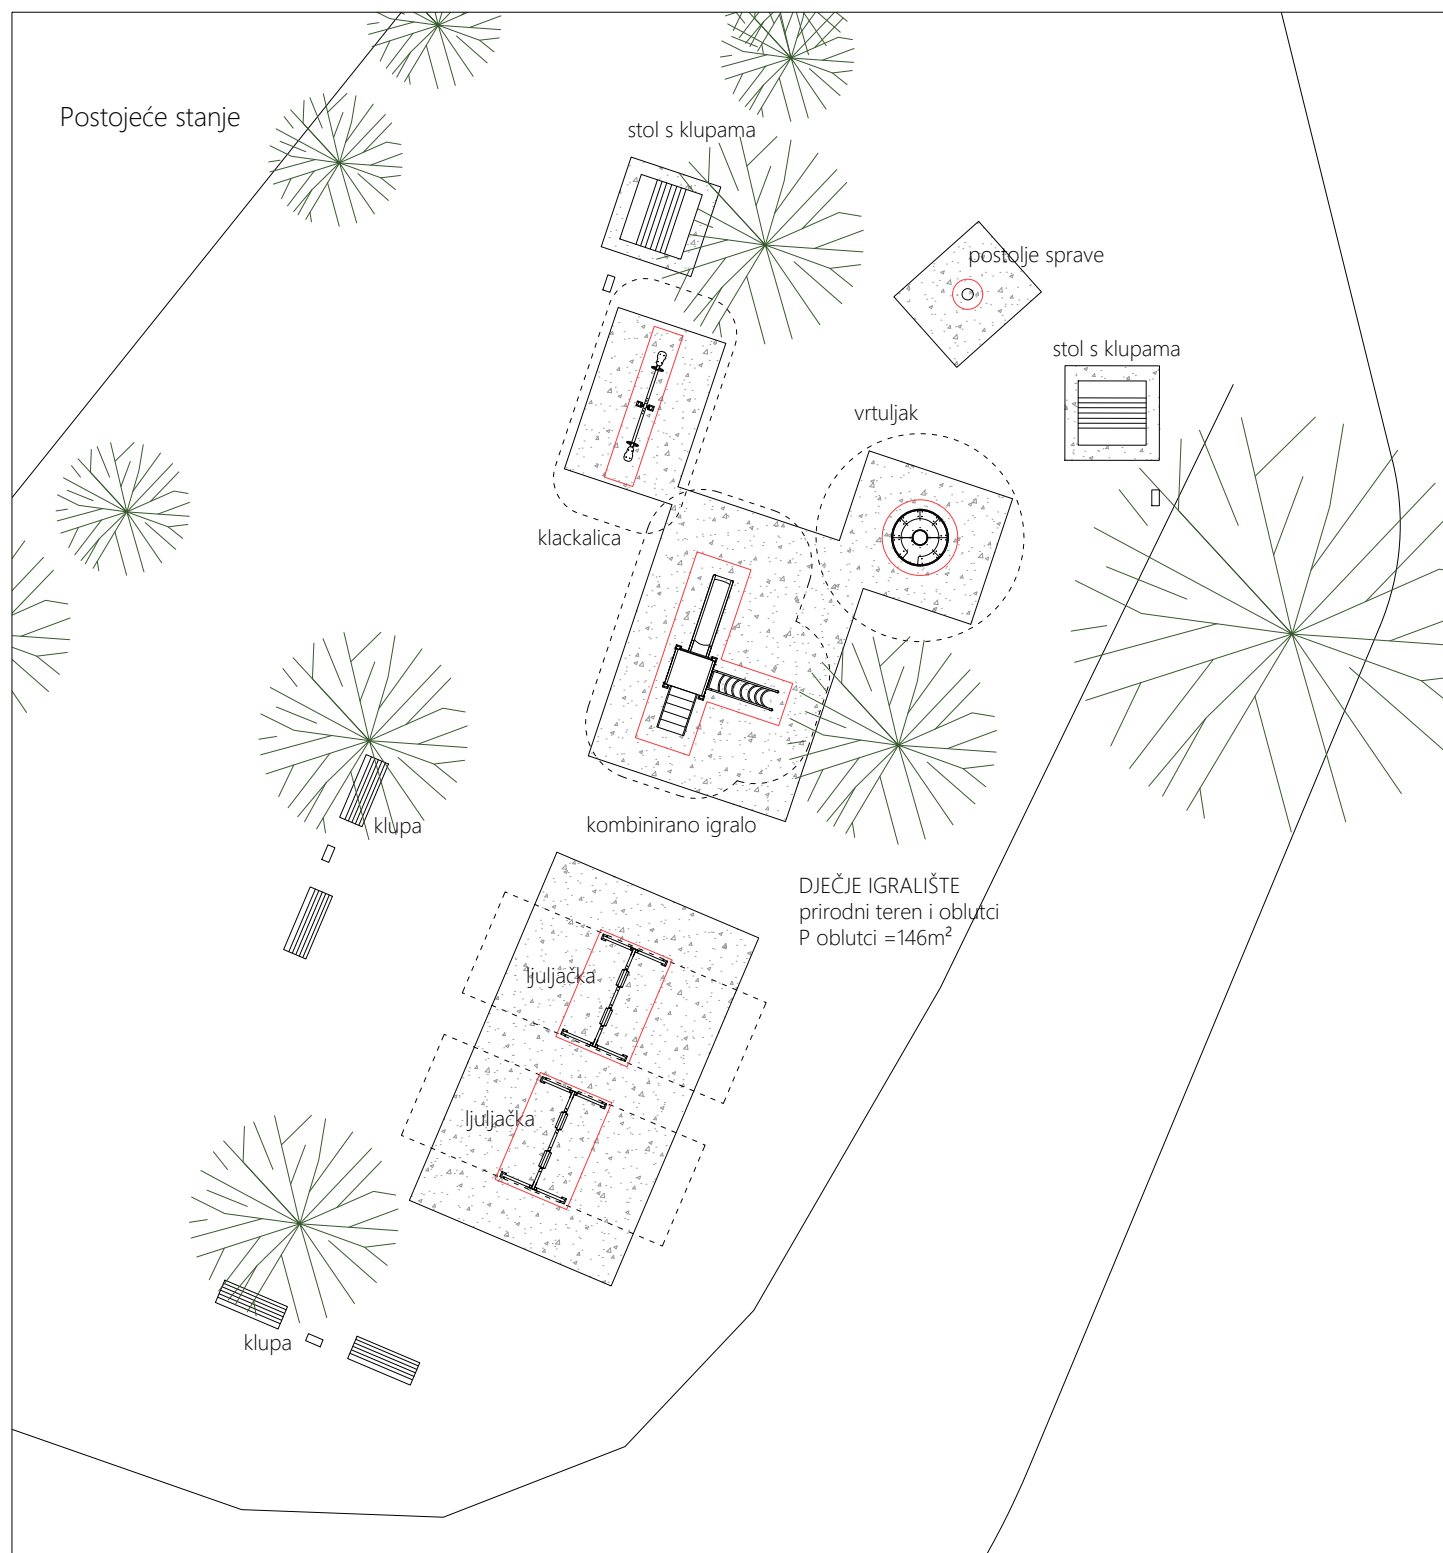 Postojeće stanje
stol s klupama
postolje sprave
stol s klupama
vrtuljak
klackalica
kombinirano igralo
klupa
DJEČJE IGRALIŠTE
prirodni teren i oblutci
P oblutci =146m²
ljuljačka
ljuljačka
klupa